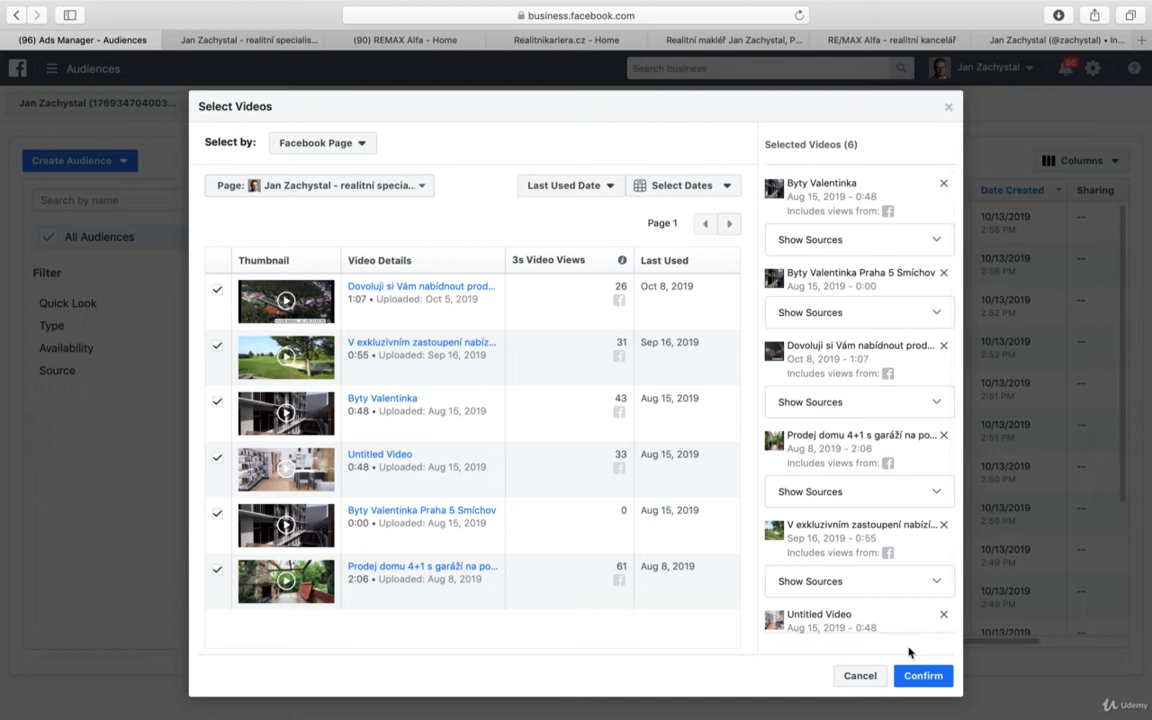 business.facebook.com
(96) Ads Manager - Audiences
Jan Zachystal - realitní specialis...
(90) REMAX Alfa - Home
Realitnikariera.cz - Home
Realitní makléř Jan Zachystal, P...
RE/MAX Alfa - realitní kancelář
Jan Zachystal (@zachystal) • In...
Audiences
Search business
Jan Zachystal
96
Jan Zachystal (176934704003...
Create Audience
Search by name
All Audiences
Filter
Quick Look
Type
Availability
Source
Select Videos
Select by:
Facebook Page
Page: Jan Zachystal - realitní specia...
Last Used Date
Select Dates
Page 1
Thumbnail
Video Details
3s Video Views
Last Used
Dovoluji si Vám nabídnout prod...
1:07 • Uploaded: Oct 5, 2019
26
Oct 8, 2019
V exkluzivním zastoupení nabíz...
0:55 • Uploaded: Sep 16, 2019
31
Sep 16, 2019
Byty Valentinka
0:48 • Uploaded: Aug 15, 2019
43
Aug 15, 2019
Untitled Video
0:48 • Uploaded: Aug 15, 2019
33
Aug 15, 2019
Byty Valentinka Praha 5 Smíchov
0:00 • Uploaded: Aug 15, 2019
0
Aug 15, 2019
Prodej domu 4+1 s garáží na po...
2:06 • Uploaded: Aug 8, 2019
61
Aug 8, 2019
Selected Videos (6)
Byty Valentinka
Aug 15, 2019 - 0:48
Includes views from:
Show Sources
Byty Valentinka Praha 5 Smíchov
Aug 15, 2019 - 0:00
Show Sources
Dovoluji si Vám nabídnout prod...
Oct 8, 2019 - 1:07
Includes views from:
Show Sources
Prodej domu 4+1 s garáží na po...
Aug 8, 2019 - 2:06
Includes views from:
Show Sources
V exkluzivním zastoupení nabízí...
Sep 16, 2019 - 0:55
Includes views from:
Show Sources
Untitled Video
Aug 15, 2019 - 0:48
Cancel
Confirm
Columns
Date Created
Sharing
10/13/2019
--
2:56 PM
10/13/2019
--
2:56 PM
10/13/2019
--
2:52 PM
10/13/2019
--
2:52 PM
10/13/2019
--
2:51 PM
10/13/2019
--
2:51 PM
10/13/2019
--
2:50 PM
10/13/2019
--
2:50 PM
10/13/2019
--
2:49 PM
10/13/2019
--
2:49 PM
10/13/2019
--
Udemy